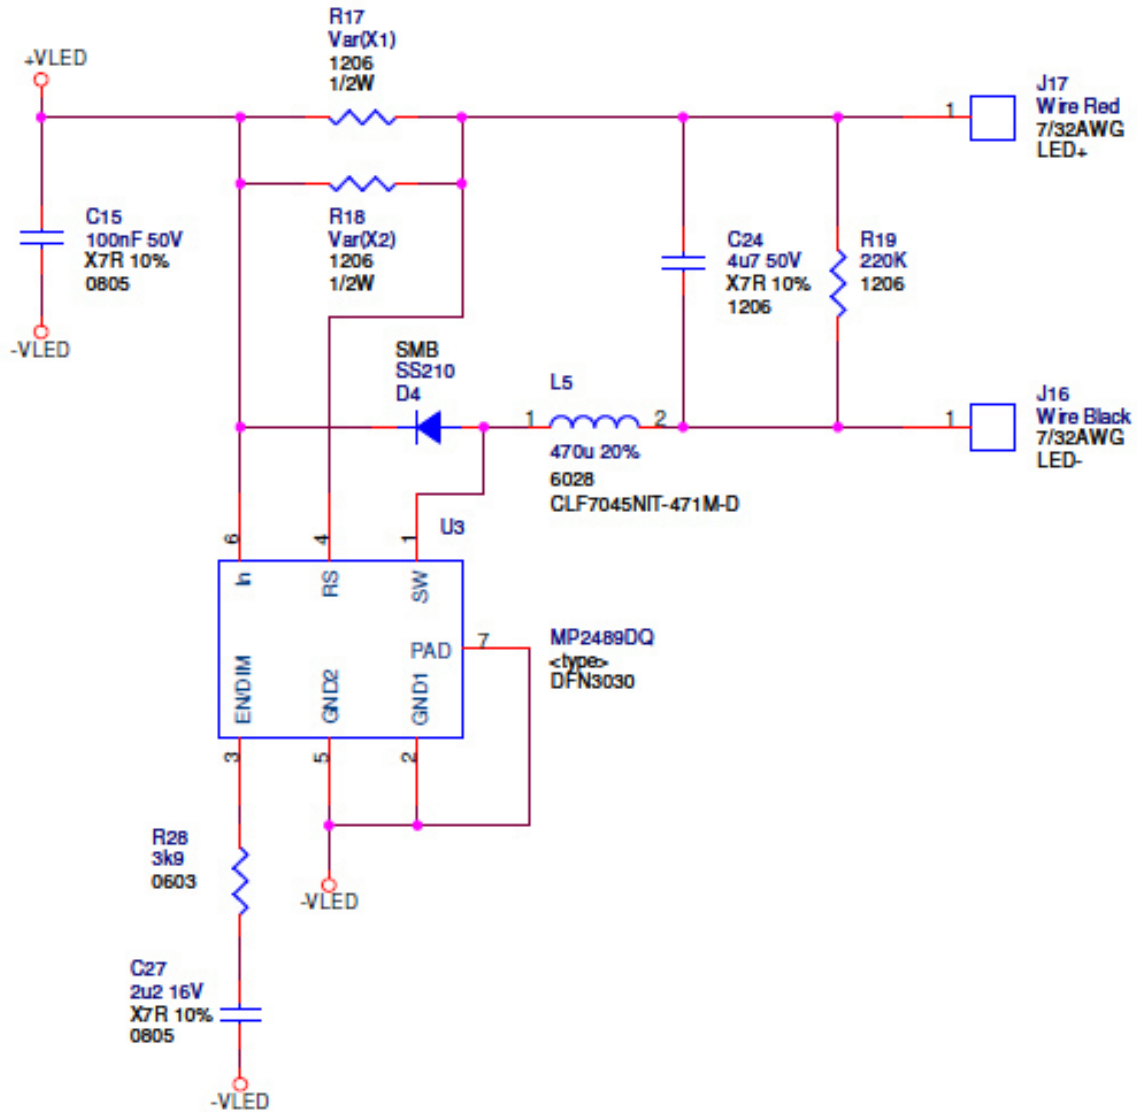 R17
Var(X1)
1206
1/2W
+VLED
J17
Wire Red
7/32AWG
LED+
1
C15
100nF 50V
X7R 10%
0805
R18
Var(X2)
1206
1/2W
C24
4u7 50V
X7R 10%
1206
R19
220K
1206
-VLED
SMB
SS210
D4
L5
1
2
470u 20%
6028
CLF7045NIT-471M-D
J16
Wire Black
7/32AWG
LED-
1
U3
6
4
1
In
RS
SW
PAD
7
MP2489DQ
<type>
DFN3030
EN/DIM
GND2
GND1
3
5
2
R28
3k9
0603
-VLED
C27
2u2 16V
X7R 10%
0805
-VLED